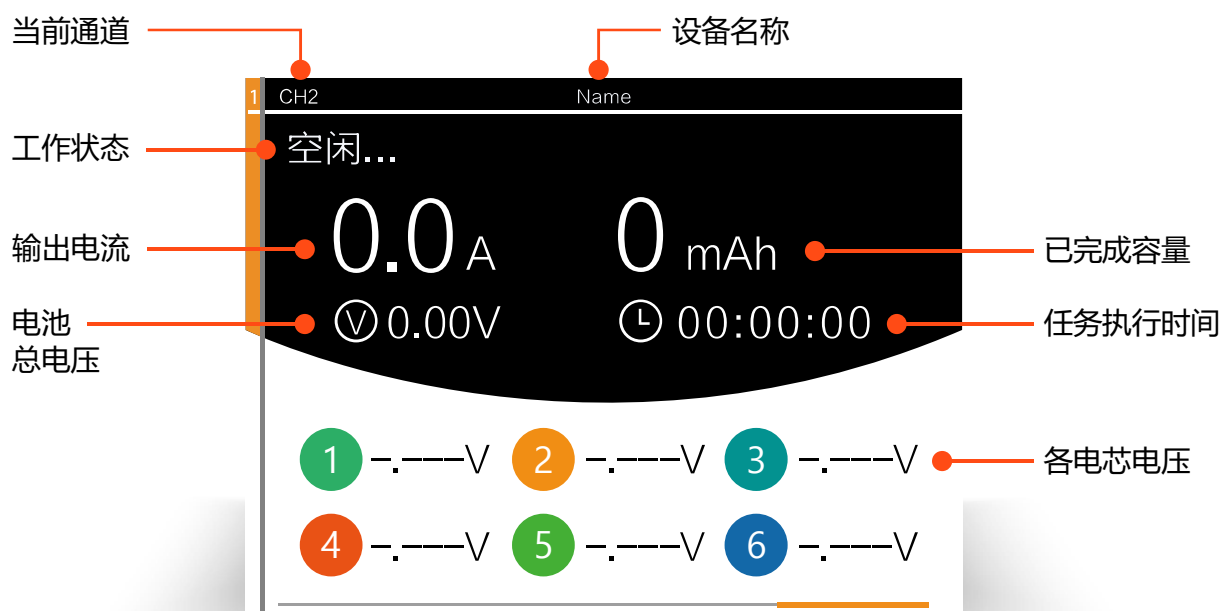 当前通道
设备名称
1
CH2
Name
工作状态
空闲...
0.0 A
0 mAh
输出电流
已完成容量
电池
总电压
V 0.00V
00:00:00
任务执行时间
1 -.---V
2 -.---V
3 -.---V
各电芯电压
4 -.---V
5 -.---V
6 -.---V